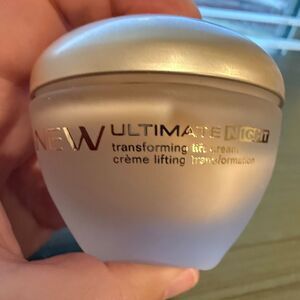 NEW ULTIMATE NIGHT
transforming lift cream
crème lifting transformation